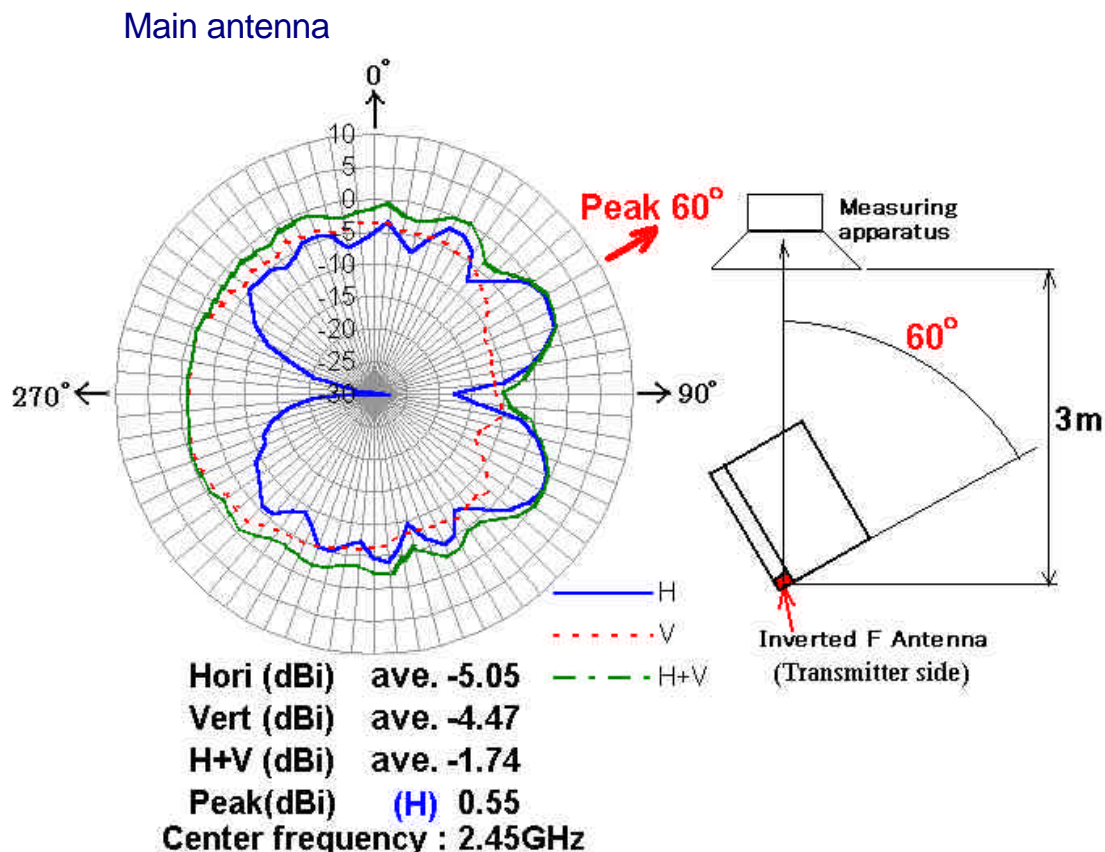 Main antenna
0°
10
5
0
-5
-10
-15
-20
-25
-30
270°
90°
Peak 60°
Measuring
apparatus
60°
3m
H
V
H+V
Inverted F Antenna
(Transmitter side)
Hori (dBi) ave. -5.05
Vert (dBi) ave. -4.47
H+V (dBi) ave. -1.74
Peak(dBi) (H) 0.55
Center frequency : 2.45GHz